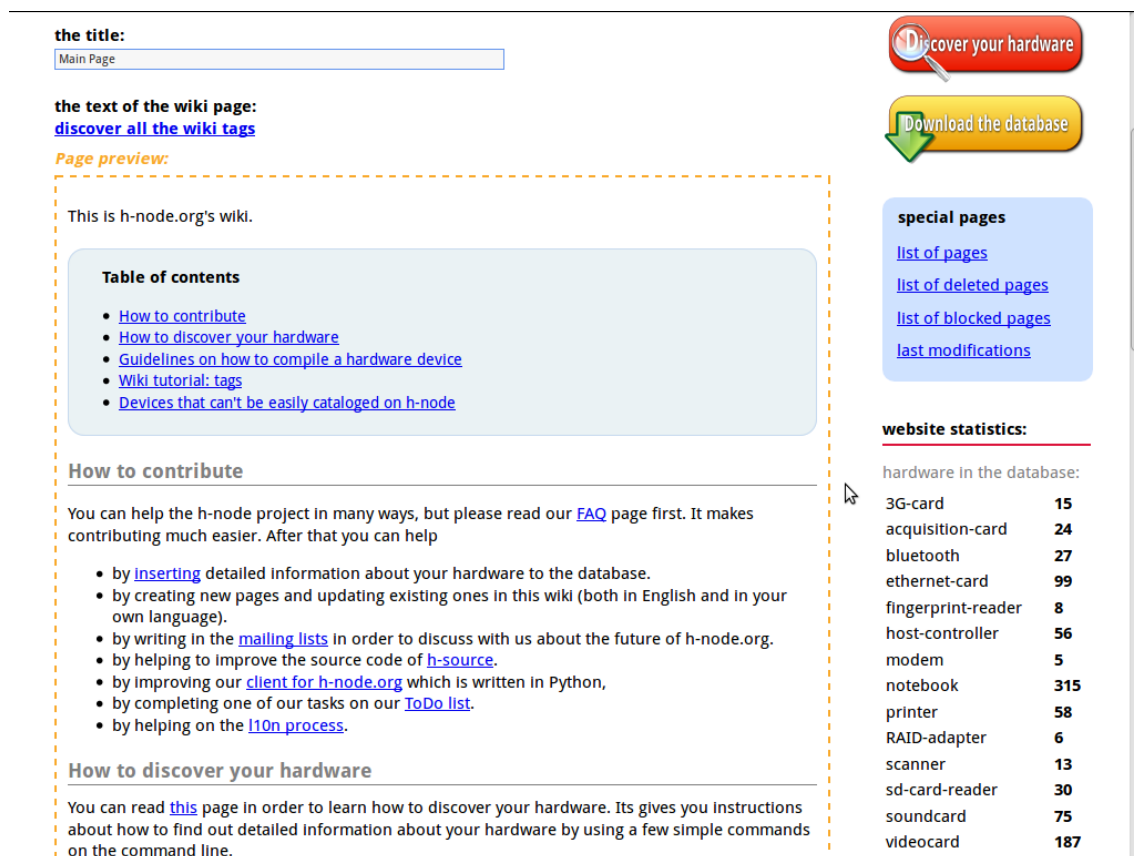 the title:
Main Page
the text of the wiki page:
discover all the wiki tags
Page preview:
This is h-node.org's wiki.
Table of contents
How to contribute
How to discover your hardware
Guidelines on how to compile a hardware device
Wiki tutorial: tags
Devices that can't be easily cataloged on h-node
How to contribute
You can help the h-node project in many ways, but please read our FAQ page first. It makes
contributing much easier. After that you can help
by inserting detailed information about your hardware to the database.
by creating new pages and updating existing ones in this wiki (both in English and in your
own language).
by writing in the mailing lists in order to discuss with us about the future of h-node.org.
by helping to improve the source code of h-source.
by improving our client for h-node.org which is written in Python,
by completing one of our tasks on our ToDo list.
by helping on the l10n process.
How to discover your hardware
You can read this page in order to learn how to discover your hardware. Its gives you instructions
about how to find out detailed information about your hardware by using a few simple commands
on the command line.
Discover your hardware
Download the database
special pages
list of pages
list of deleted pages
list of blocked pages
last modifications
website statistics:
hardware in the database:
3G-card 15
acquisition-card 24
bluetooth 27
ethernet-card 99
fingerprint-reader 8
host-controller 56
modem 5
notebook 315
printer 58
RAID-adapter 6
scanner 13
sd-card-reader 30
soundcard 75
videocard 187